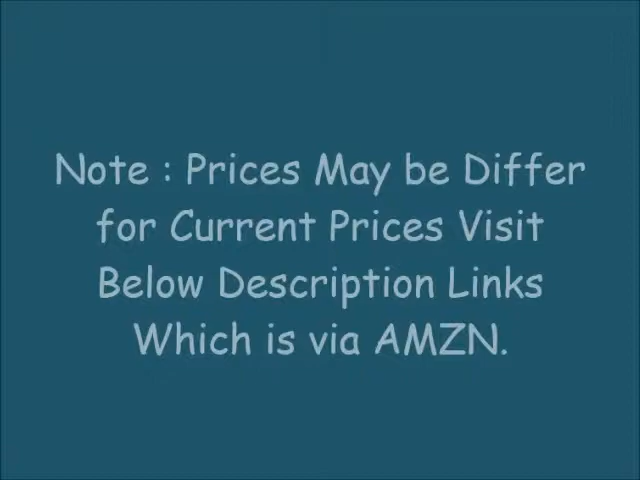 Note : Prices May be Differ
for Current Prices Visit
Below Description Links
Which is via AMZN.